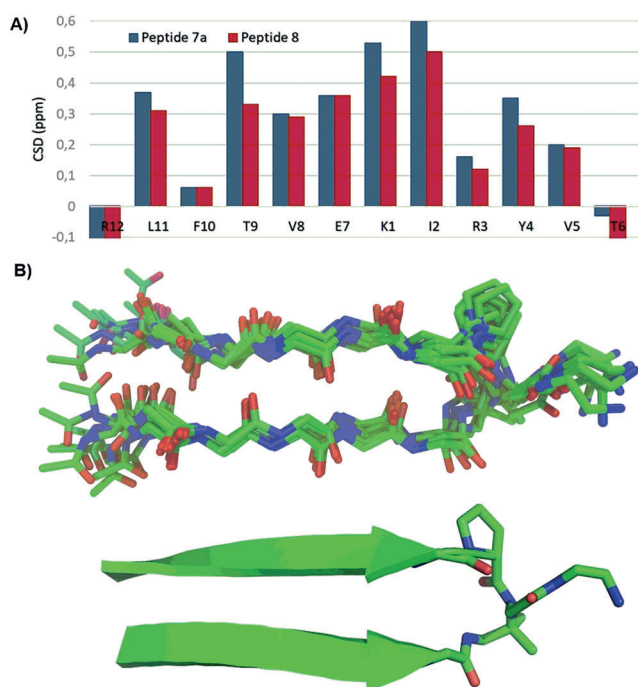 A)
Peptide 7a Peptide 8
CSD (ppm)
0,6
0,5
0,4
0,3
0,2
0,1
0
-0,1
R12 L11 F10 T9 V8 E7 K1 I2 R3 Y4 V5 T6
B)